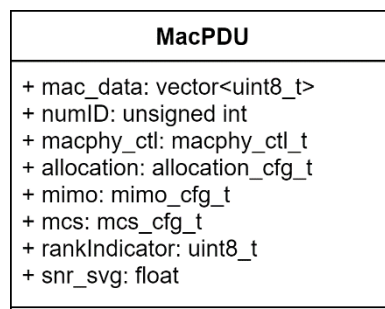 MacPDU
+ mac_data: vector<uint8_t>
+ numID: unsigned int
+ macphy_ctl: macphy_ctl_t
+ allocation: allocation_cfg_t
+ mimo: mimo_cfg_t
+ mcs: mcs_cfg_t
+ rankIndicator: uint8_t
+ snr_svg: float